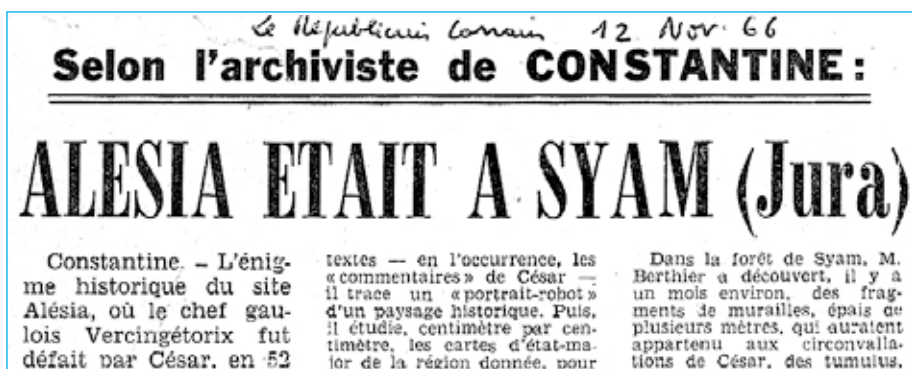 Le Républicain Lorrain 12 Nov. 66
Selon l'archiviste de CONSTANTINE :
ALESIA ETAIT A SYAM (Jura)
Constantine. — L'énig-
me historique du site
Alésia, où le chef gau-
lois Vercingétorix fut
défait par César, en 52
textes — en l'occurrence, les
« commentaires » de César —
il trace un « portrait-robot »
d'un paysage historique. Puis,
il étudie, centimètre par cen-
timètre, les cartes d'état-ma-
jor de la région donnée, pour
Dans la forêt de Syam, M.
Berthier a découvert, il y a
un mois environ, des frag-
ments de murailles, épais de
plusieurs mètres, qui auraient
appartenu aux circonvalla-
tions de César, des tumulus,